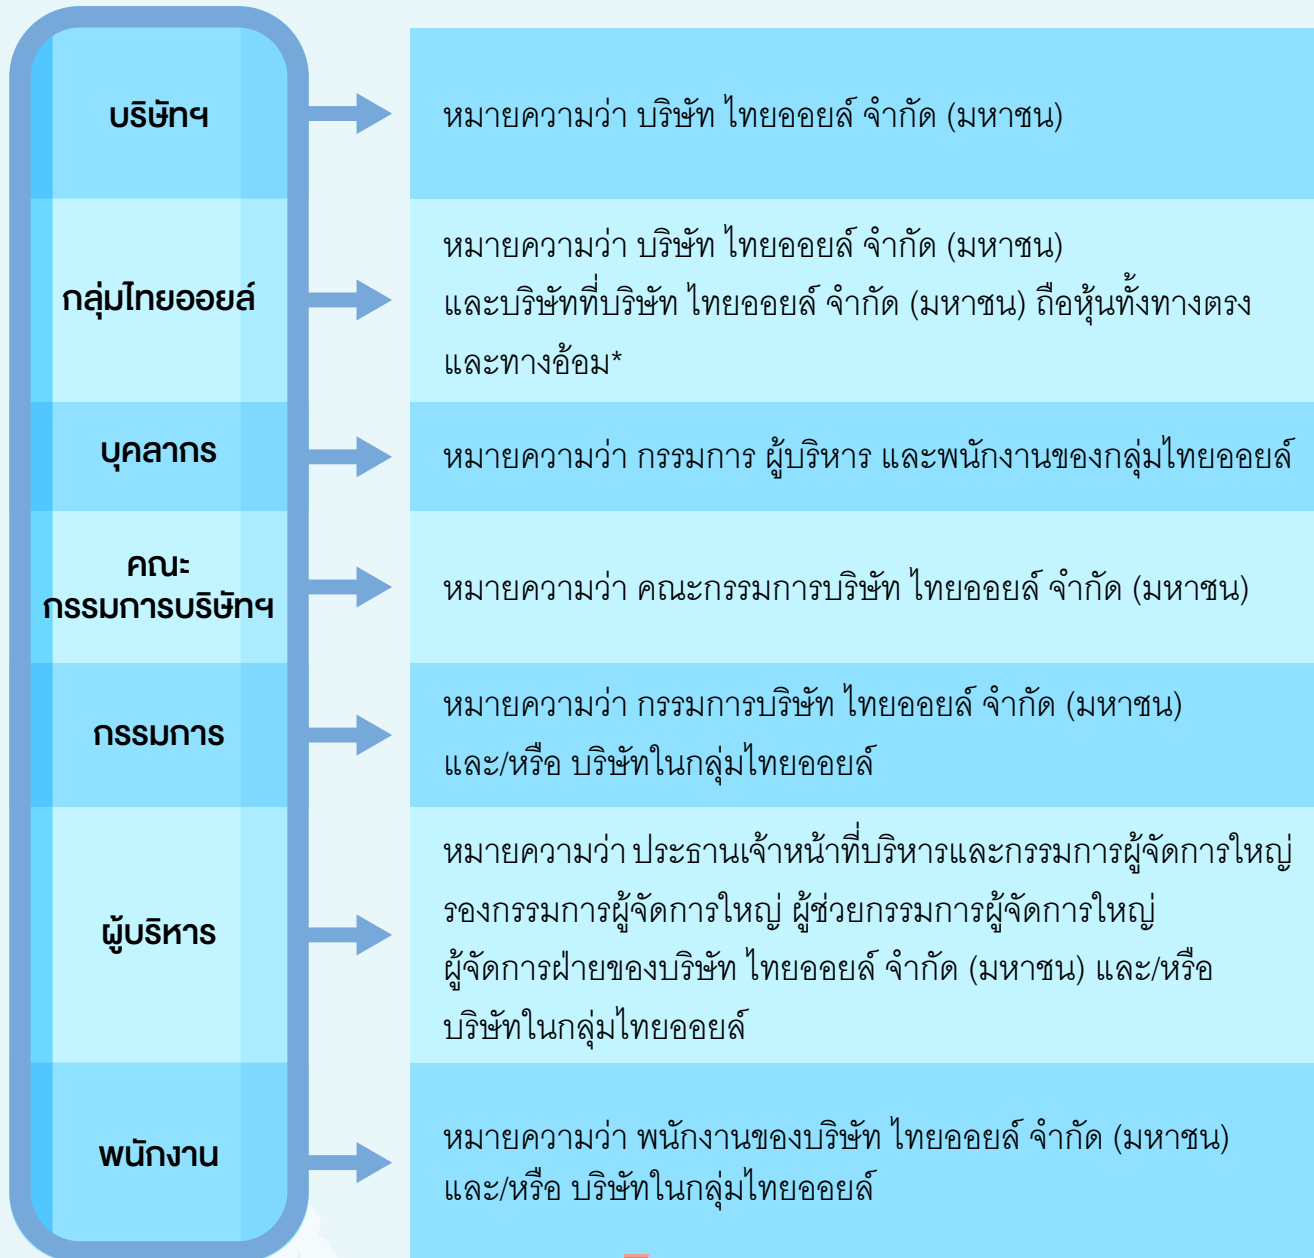 บริษัทฯ
หมายความว่า บริษัท ไทยออยล์ จำกัด (มหาชน)
กลุ่มไทยออยล์
หมายความว่า บริษัท ไทยออยล์ จำกัด (มหาชน)
และบริษัทที่บริษัท ไทยออยล์ จำกัด (มหาชน) ถือหุ้นทั้งทางตรง
และทางอ้อม*
บุคลากร
หมายความว่า กรรมการ ผู้บริหาร และพนักงานของกลุ่มไทยออยล์
คณะ
กรรมการบริษัทฯ
หมายความว่า คณะกรรมการบริษัท ไทยออยล์ จำกัด (มหาชน)
กรรมการ
หมายความว่า กรรมการบริษัท ไทยออยล์ จำกัด (มหาชน)
และ/หรือ บริษัทในกลุ่มไทยออยล์
ผู้บริหาร
หมายความว่า ประธานเจ้าหน้าที่บริหารและกรรมการผู้จัดการใหญ่
รองกรรมการผู้จัดการใหญ่ ผู้ช่วยกรรมการผู้จัดการใหญ่
ผู้จัดการฝ่ายของบริษัท ไทยออยล์ จำกัด (มหาชน) และ/หรือ
บริษัทในกลุ่มไทยออยล์
พนักงาน
หมายความว่า พนักงานของบริษัท ไทยออยล์ จำกัด (มหาชน)
และ/หรือ บริษัทในกลุ่มไทยออยล์